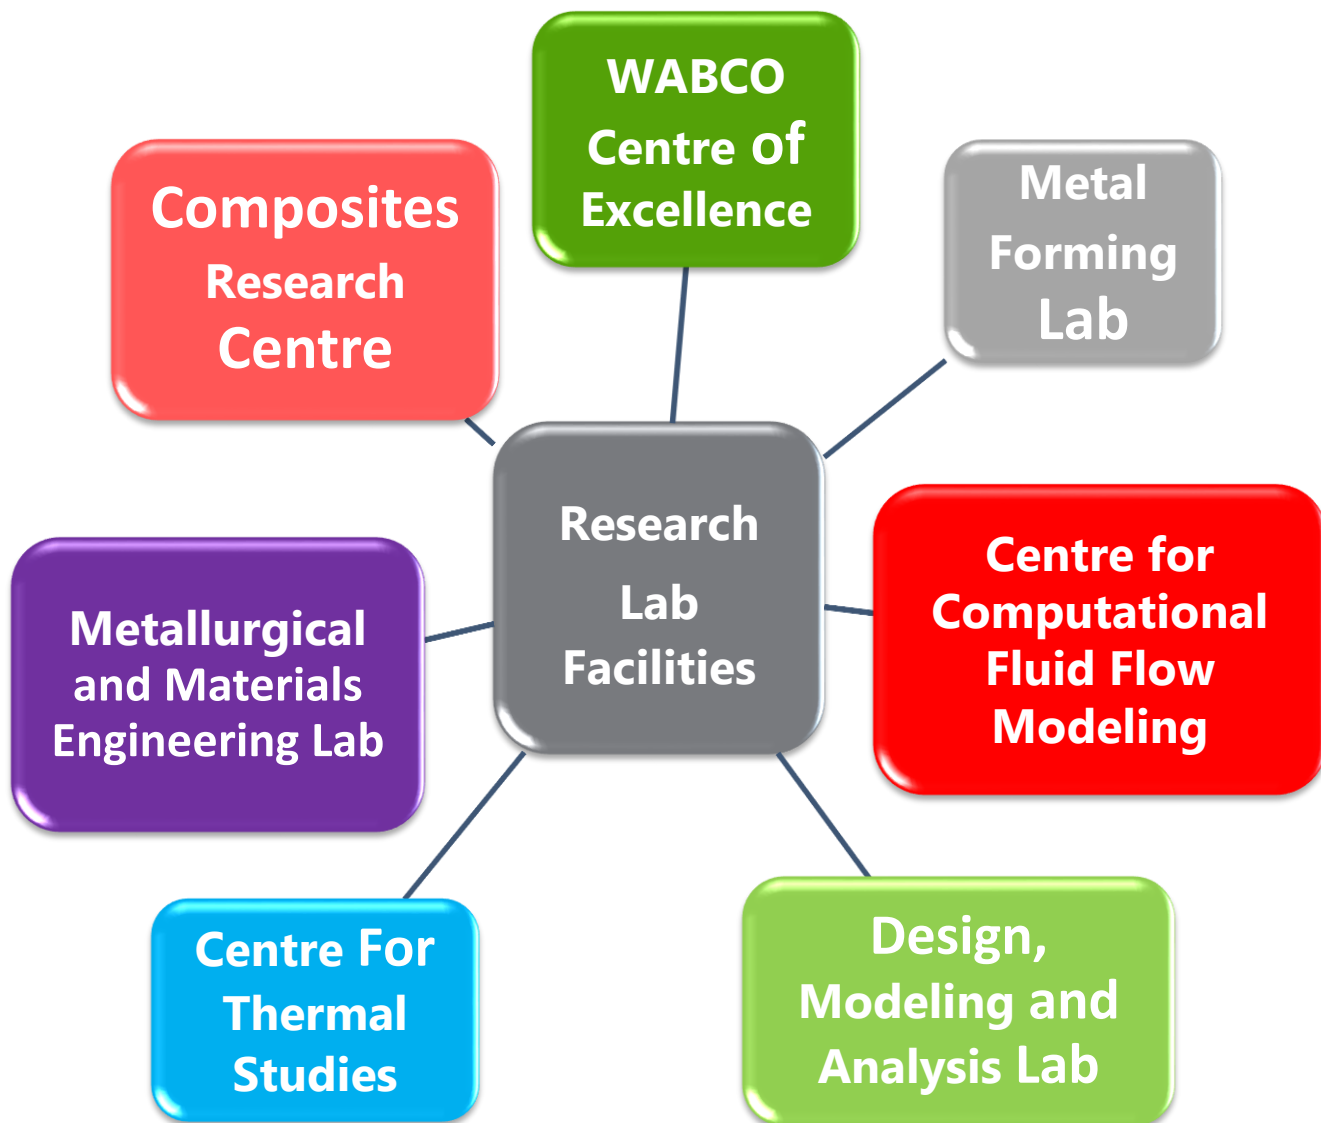 WABCO
Centre of
Excellence
Composites
Research
Centre
Metal
Forming
Lab
Research
Lab
Facilities
Centre for
Computational
Fluid Flow
Modeling
Metallurgical
and Materials
Engineering Lab
Centre For
Thermal
Studies
Design,
Modeling and
Analysis Lab